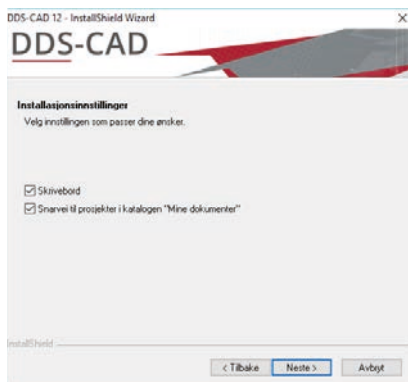 DDS-CAD 12 - InstallShield Wizard
DDS-CAD
Installasjonsinnstillinger
Velg innstillingen som passer dine ønsker.
Skrivebord
Snarvei til prosjekter i katalogen "Mine dokumenter"
InstallShield
< Tilbake
Neste >
Avbryt